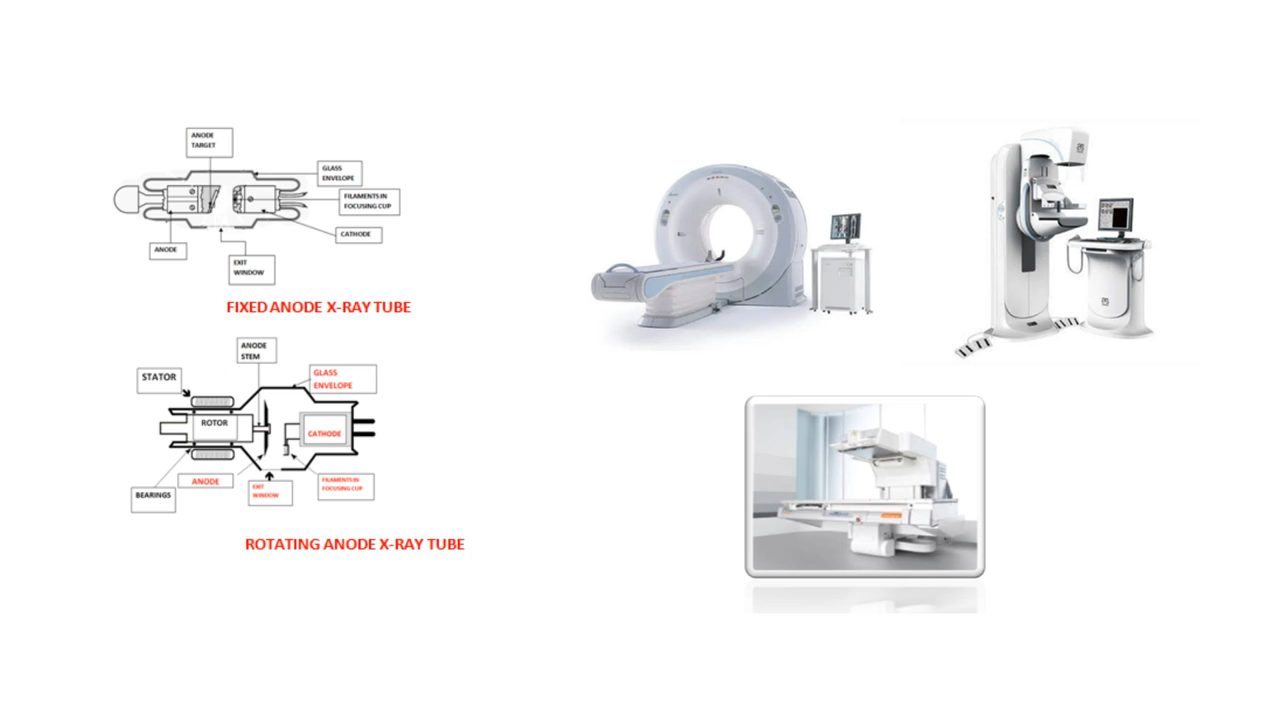 ANODE
TARGET
GLASS
ENVELOPE
FILAMENTS IN
FOCUSING CUP
CATHODE
ANODE
EXIT
WINDOW
FIXED ANODE X-RAY TUBE
ANODE
STEM
STATOR
GLASS
ENVELOPE
ROTOR
CATHODE
ANODE
EXIT
WINDOW
FILAMENTS IN
FOCUSING CUP
BEARINGS
ROTATING ANODE X-RAY TUBE